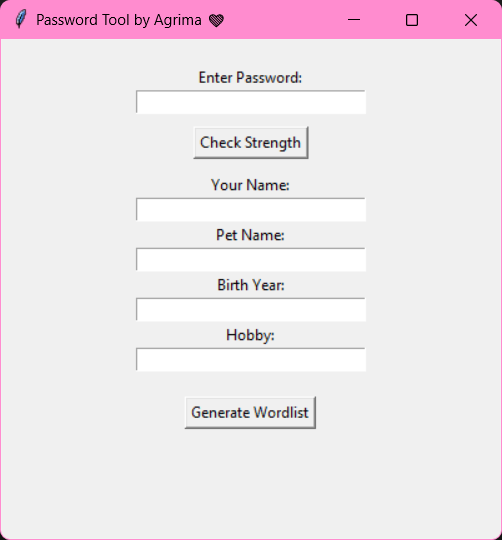 Password Tool by Agrima 🖤
Enter Password:
Check Strength
Your Name:
Pet Name:
Birth Year:
Hobby:
Generate Wordlist